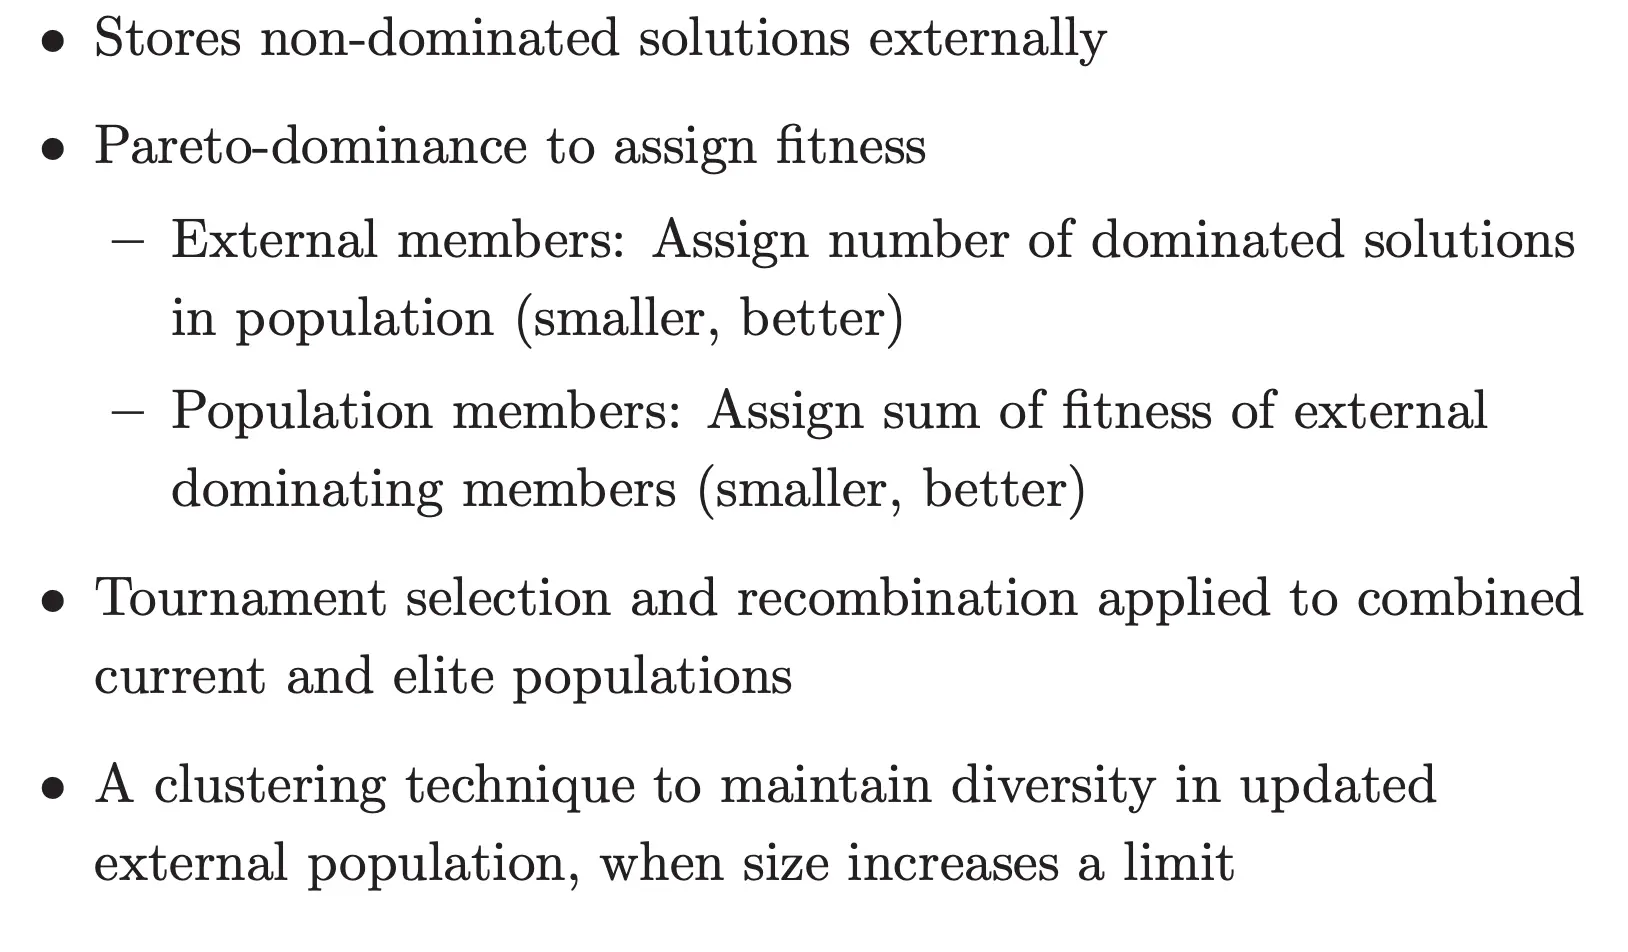 • Stores non-dominated solutions externally
• Pareto-dominance to assign fitness
– External members: Assign number of dominated solutions
in population (smaller, better)
– Population members: Assign sum of fitness of external
dominating members (smaller, better)
• Tournament selection and recombination applied to combined
current and elite populations
• A clustering technique to maintain diversity in updated
external population, when size increases a limit